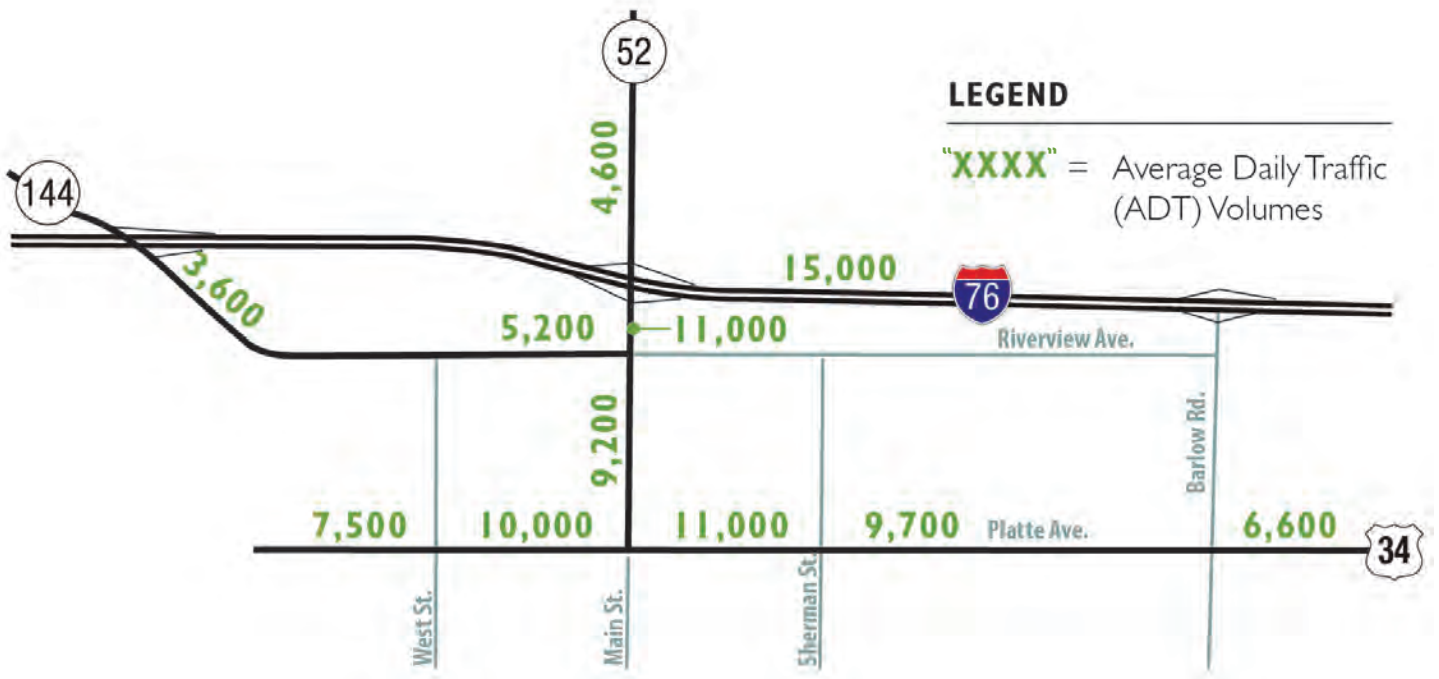 52
LEGEND
"XXXX" = Average Daily Traffic
(ADT) Volumes
4,600
144
3,600
15,000
76
5,200
11,000
Riverview Ave.
9,200
Barlow Rd.
7,500
10,000
11,000
9,700
Platte Ave.
6,600
34
West St.
Main St.
Sherman St.